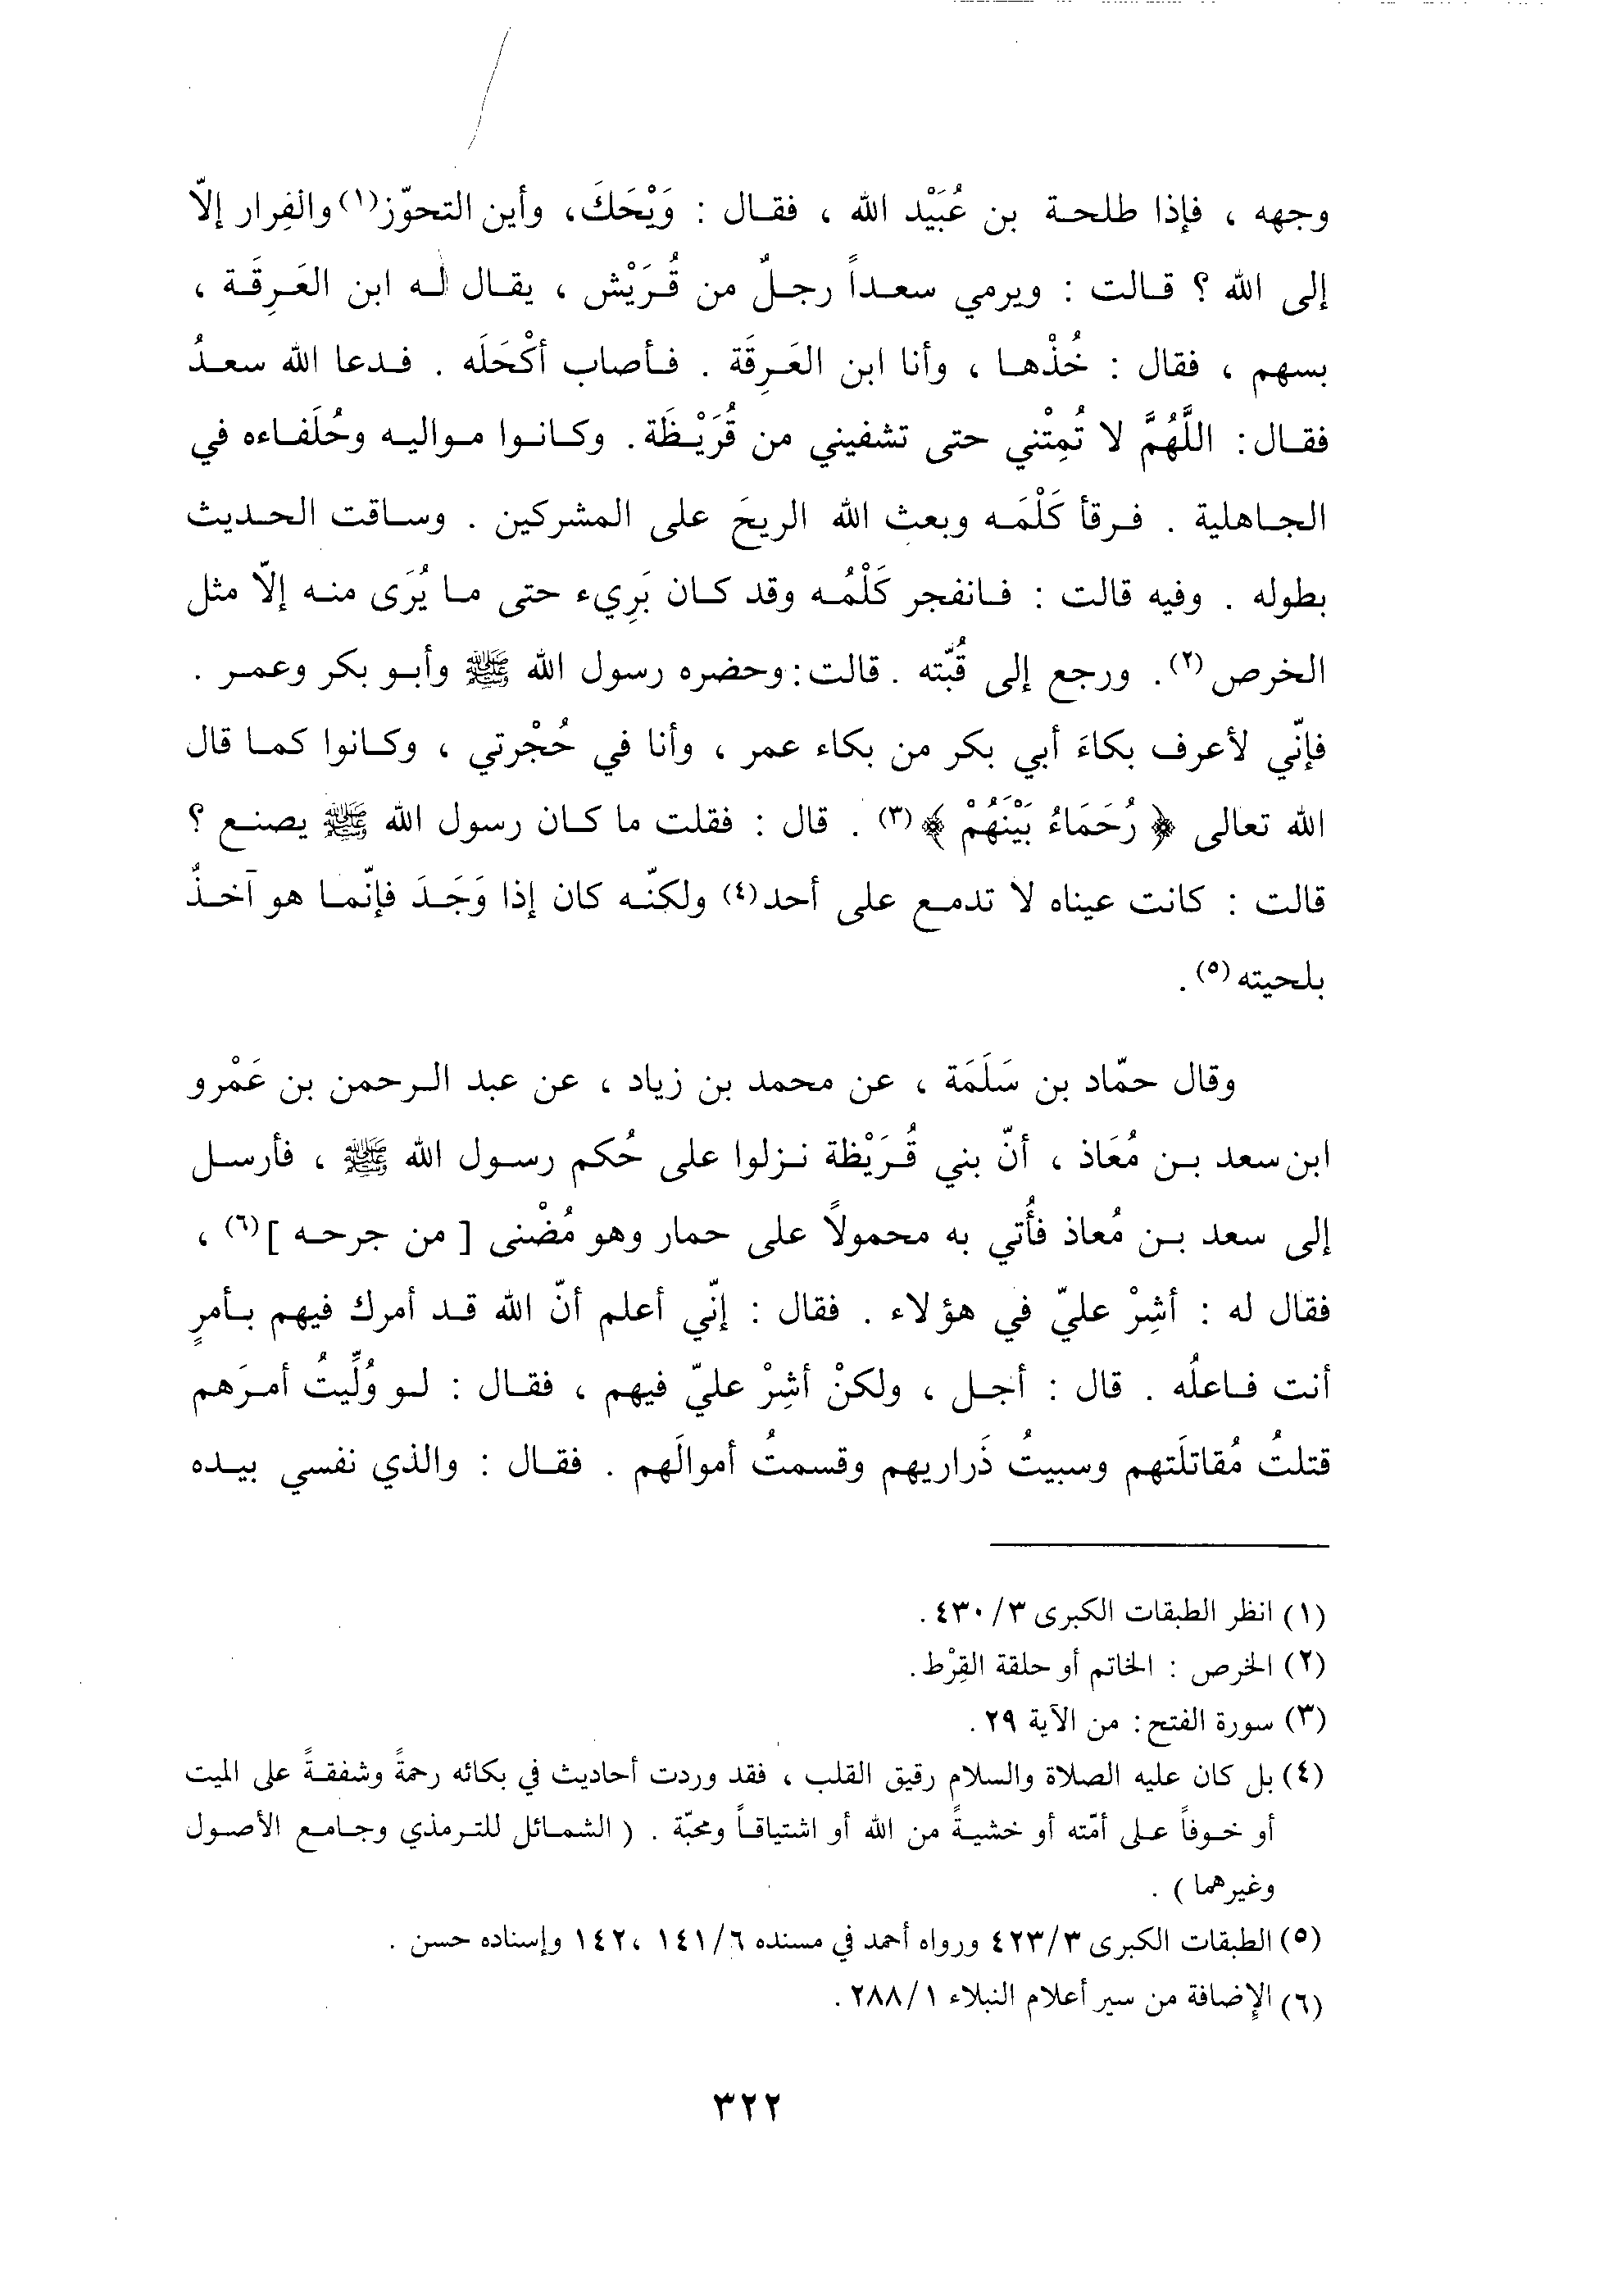 وجهه ، فإذا طلحة بن عُبَيْد الله ، فقال : وَيْحَكَ، وأين التحوّز(١) والفِرار إلّا
إلى الله ؟ قالت : ويرمي سعداً رجلٌ من قُرَيْش ، يقال له ابن العَرِقَة ،
بسهم ، فقال : خُذْها ، وأنا ابن العَرِقَة . فأصاب أكْحَلَه . فدعا الله سعدُ
فقال: اللَّهُمَّ لا تُمِتْني حتى تشفيني من قُرَيْظَة. وكانوا مواليه وحُلَفاءه في
الجاهلية . فرقأ كَلْمَه وبعث الله الريحَ على المشركين . وساقت الحديث
بطوله . وفيه قالت : فانفجر كَلْمُه وقد كان بَرِيء حتى ما يُرَى منه إلّا مثل
الخرص (٢). ورجع إلى قُبّته . قالت: وحضره رسول الله ﷺ وأبو بكر وعمر .
فإنّي لأعرف بكاءَ أبي بكر من بكاء عمر ، وأنا في حُجْرتي ، وكانوا كما قال
الله تعالى ﴿ رُحَمَاءُ بَيْنَهُمْ ﴾(٣) . قال : فقلت ما كان رسول الله ﷺ يصنع ؟
قالت : كانت عيناه لا تدمع على أحد(٤) ولكنّه كان إذا وَجَدَ فإنّما هو آخذٌ
بلحيته (٥).
وقال حمّاد بن سَلَمَة ، عن محمد بن زياد ، عن عبد الرحمن بن عَمْرو
ابن سعد بن مُعَاذ ، أنّ بني قُرَيْظة نزلوا على حُكم رسول الله ﷺ ، فأرسل
إلى سعد بن مُعاذ فأُتي به محمولاً على حمار وهو مُضْنى [ من جرحه ](٦) ،
فقال له : أشِرْ عليّ في هؤلاء . فقال : إنّي أعلم أنّ الله قد أمرك فيهم بأمرٍ
أنت فاعلُه . قال : أجل ، ولكنْ أشِرْ عليّ فيهم ، فقال : لو وُلِّيتُ أمرَهم
قتلتُ مُقاتلَتهم وسبيتُ ذَراريهم وقسمتُ أموالَهم . فقال : والذي نفسي بيده
(١) انظر الطبقات الكبرى ٣/ ٤٣٠ .
(٢) الخرص : الخاتم أو حلقة القِرْط.
(٣) سورة الفتح: من الآية ٢٩ .
(٤) بل كان عليه الصلاة والسلام رقيق القلب ، فقد وردت أحاديث في بكائه رحمةً وشفقةً على الميت
أو خوفاً على أمّته أو خشيةً من الله أو اشتياقاً ومحبّة . ( الشمائل للترمذي وجامع الأصول
وغيرهما ) .
(٥) الطبقات الكبرى ٣/ ٤٢٣ ورواه أحمد في مسنده ٦/ ١٤١ ،١٤٢ وإسناده حسن .
(٦) الإضافة من سير أعلام النبلاء ١/ ٢٨٨.
٣٢٢